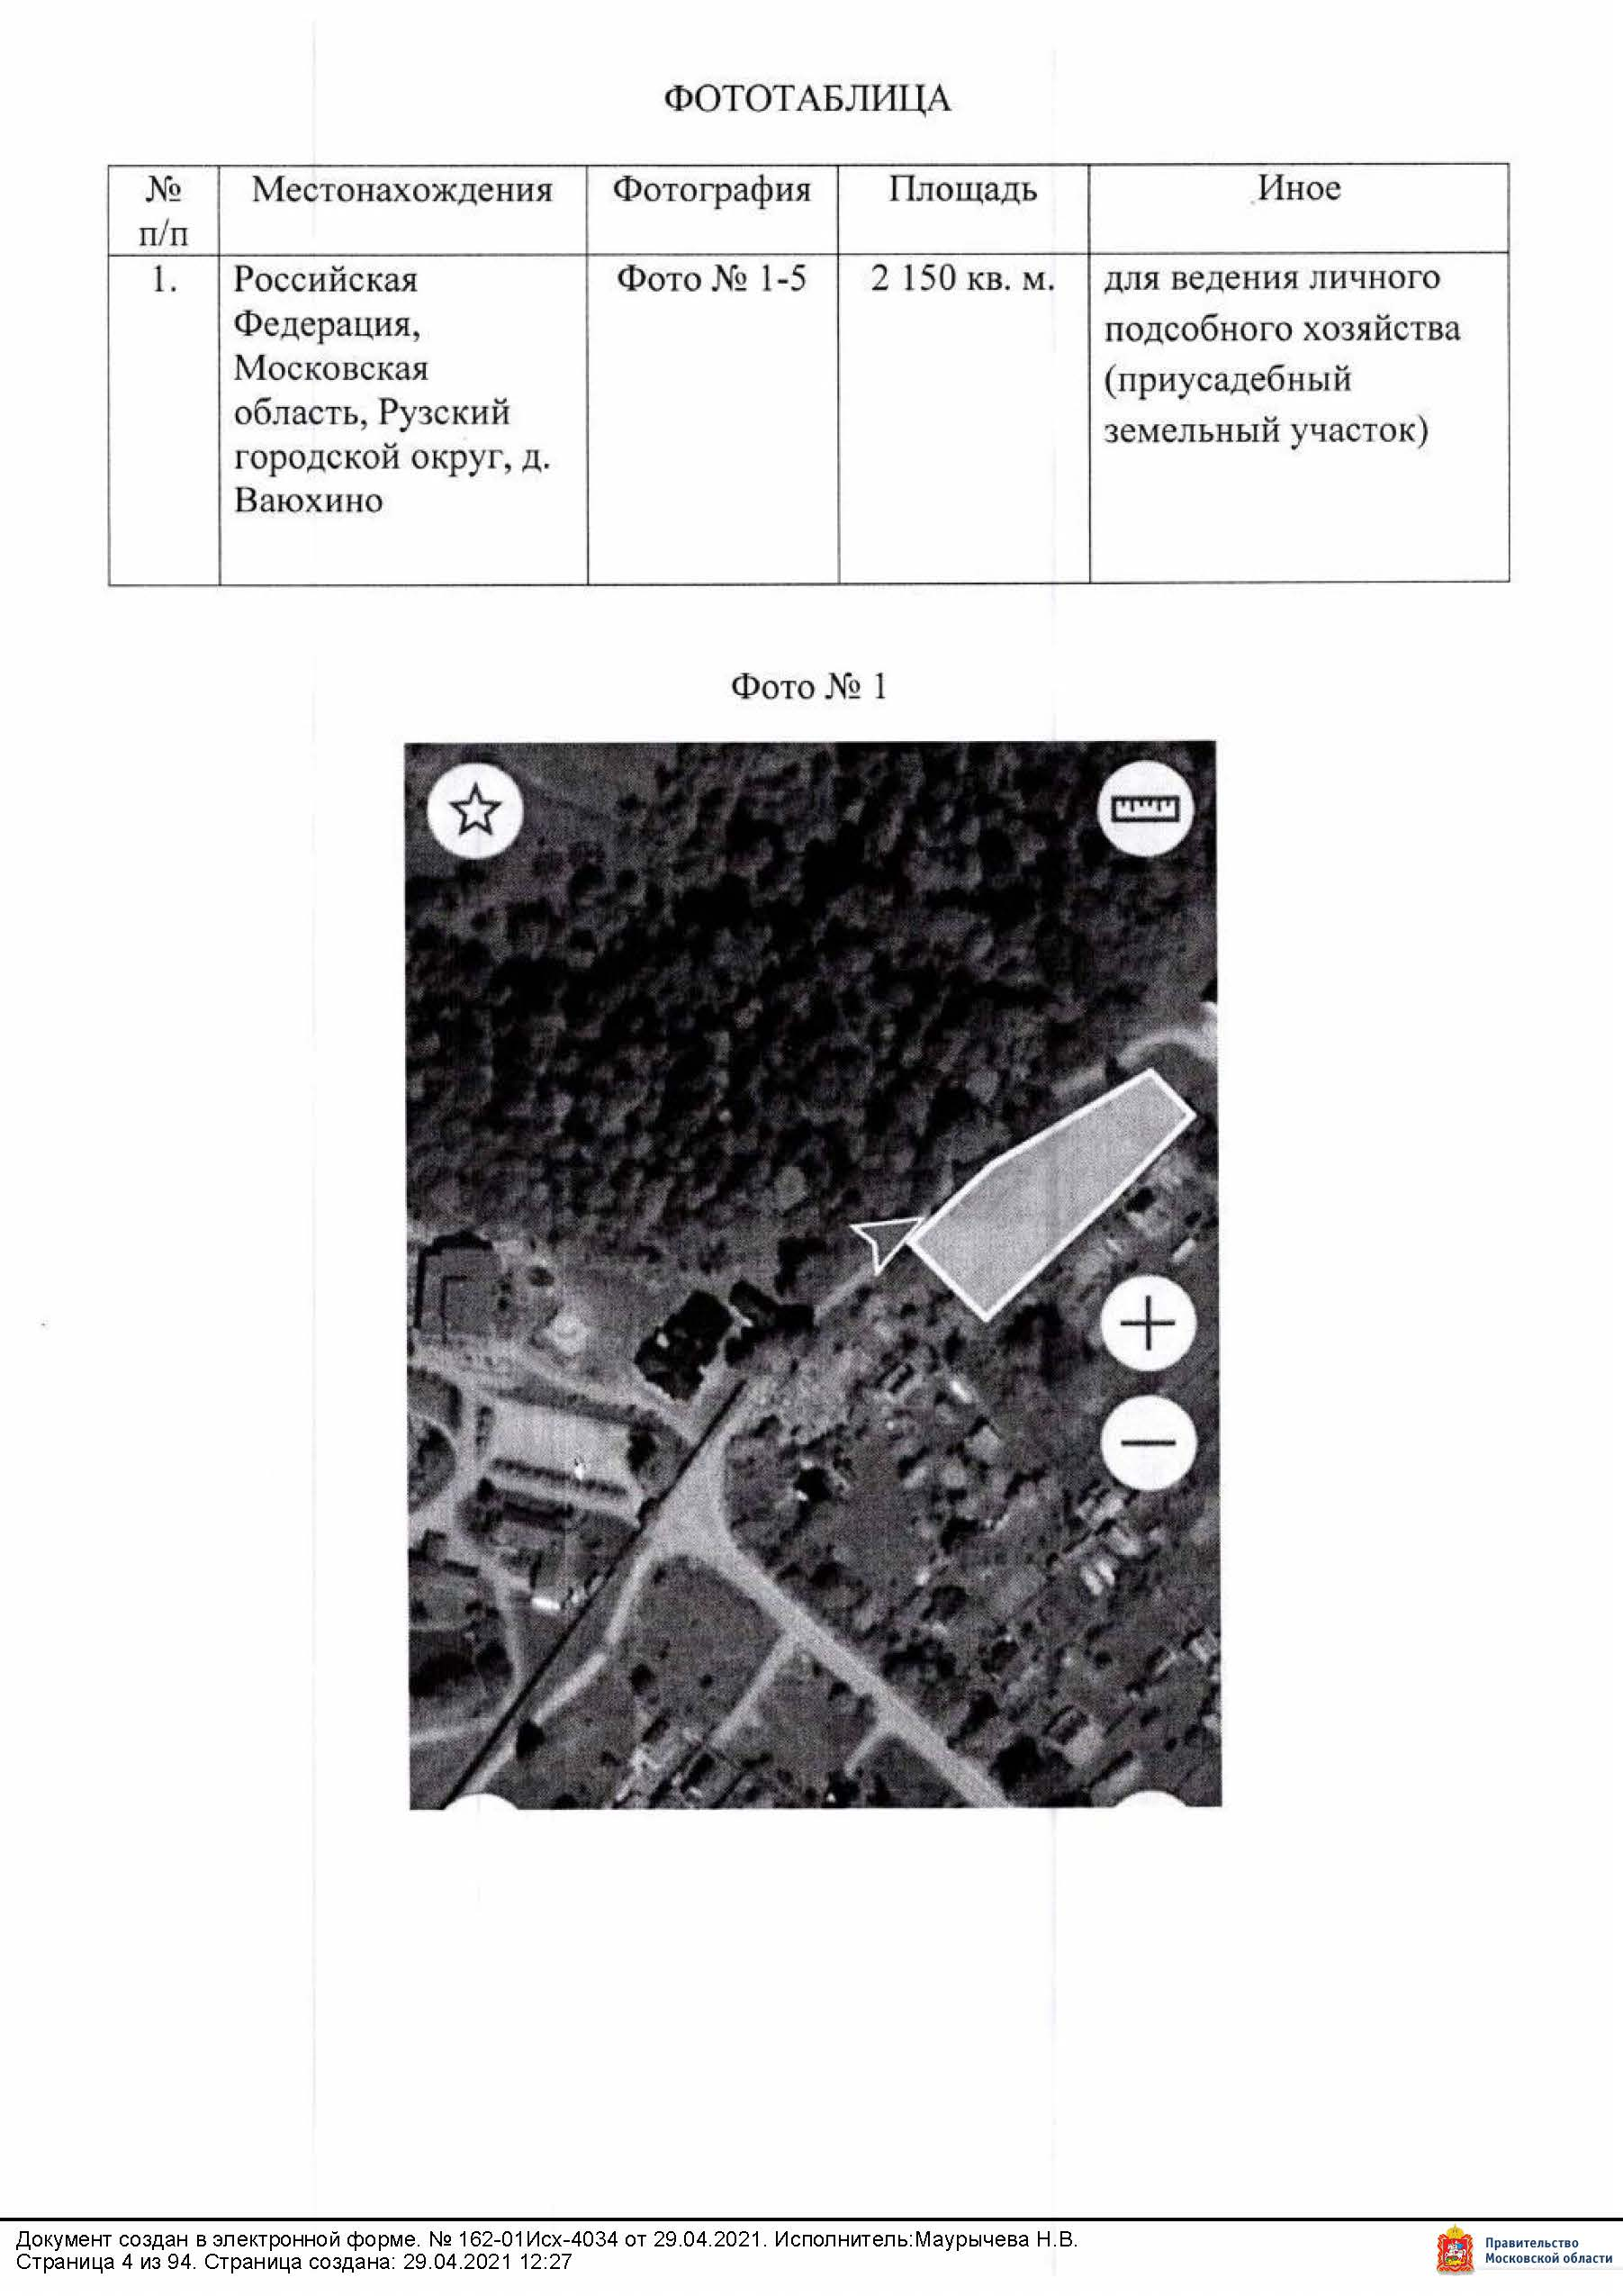 ФОТОТАБЛИЦА
№ п/п
Местонахождения
Фотография
Площадь
Иное
1.
Российская
Федерация,
Московская
область, Рузский
городской округ, д.
Ваюхино
Фото № 1-5
2 150 кв. м.
для ведения личного
подсобного хозяйства
(приусадебный
земельный участок)
Фото № 1
Документ создан в электронной форме. № 162-01Исх-4034 от 29.04.2021. Исполнитель:Маурычева Н.В.
Страница 4 из 94. Страница создана: 29.04.2021 12:27
Правительство
Московской области